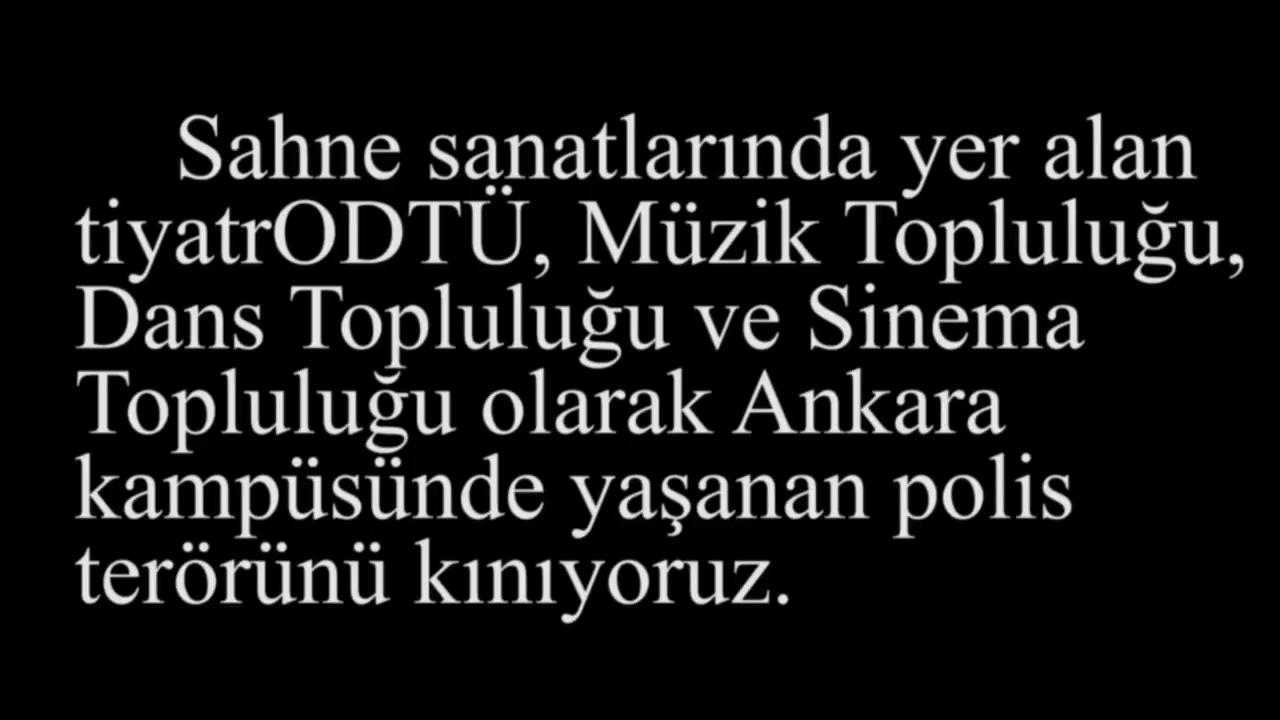 Sahne sanatlarında yer alan
tiyatrODTÜ, Müzik Topluluğu,
Dans Topluluğu ve Sinema
Topluluğu olarak Ankara
kampüsünde yaşanan polis
terörünü kınıyoruz.